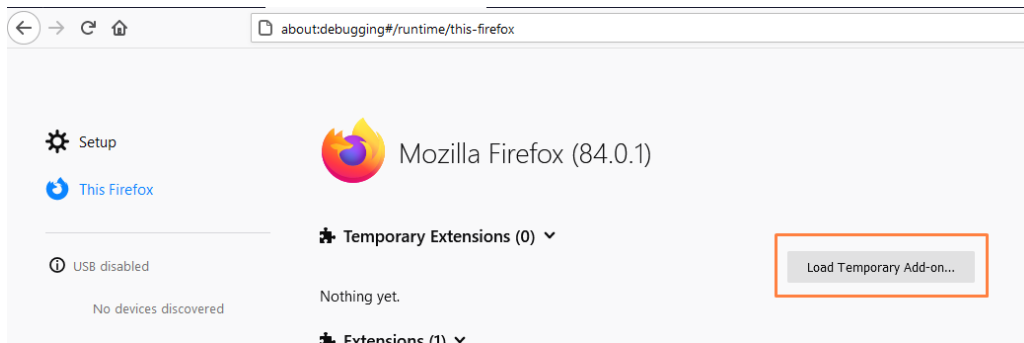 about:debugging#/runtime/this-firefox
Setup
Mozilla Firefox (84.0.1)
This Firefox
Temporary Extensions (0)
USB disabled
Load Temporary Add-on...
Nothing yet.
No devices discovered
Extensions (1)